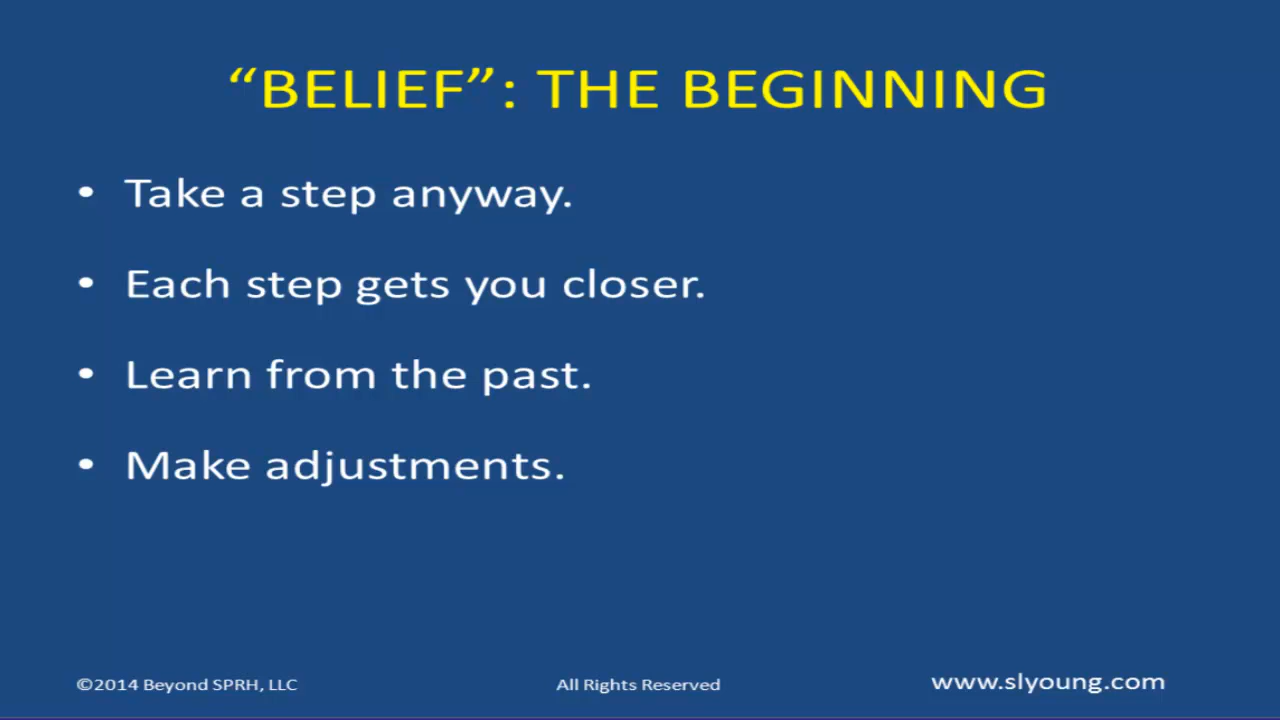 “BELIEF”: THE BEGINNING
• Take a step anyway.
• Each step gets you closer.
• Learn from the past.
• Make adjustments.
©2014 Beyond SPRH, LLC
All Rights Reserved
www.slyoung.com